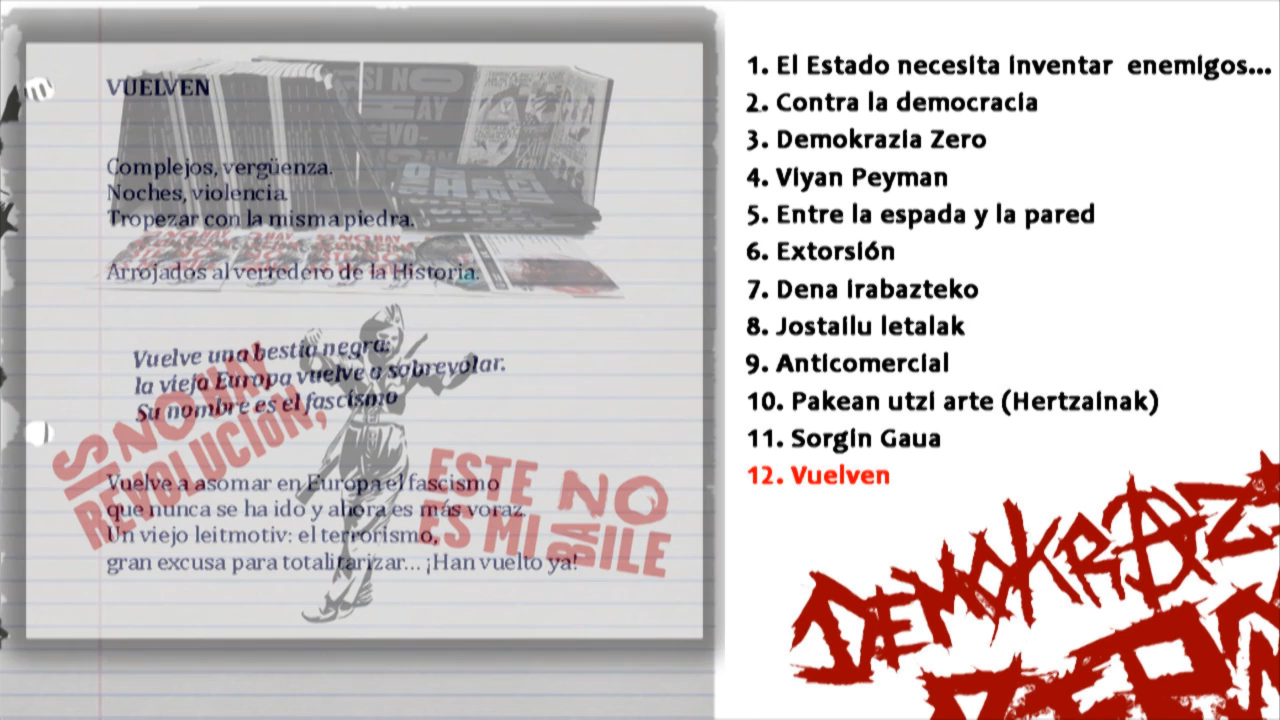 VUELVEN
Complejos, vergüenza.
Noches, violencia.
Tropezar con la misma piedra.
Arrojados al vertedero de la Historia.
Vuelve una bestia negra:
la vieja Europa vuelve a sobrevolar.
Su nombre es el fascismo
Vuelve a asomar en Europa el fascismo
que nunca se ha ido y ahora es más voraz.
Un viejo leitmotiv: el terrorismo,
gran excusa para totalitarizar... ¡Han vuelto ya!
SI NO HAY
REVOLUCIÓN,
ESTE NO
ES MI BAILE
1. El Estado necesita inventar enemigos...
2. Contra la democracia
3. Demokrazia Zero
4. Viyan Peyman
5. Entre la espada y la pared
6. Extorsión
7. Dena irabazteko
8. Jostailu letalak
9. Anticomercial
10. Pakean utzi arte (Hertzainak)
11. Sorgin Gaua
12. Vuelven
DEMOKRAZ